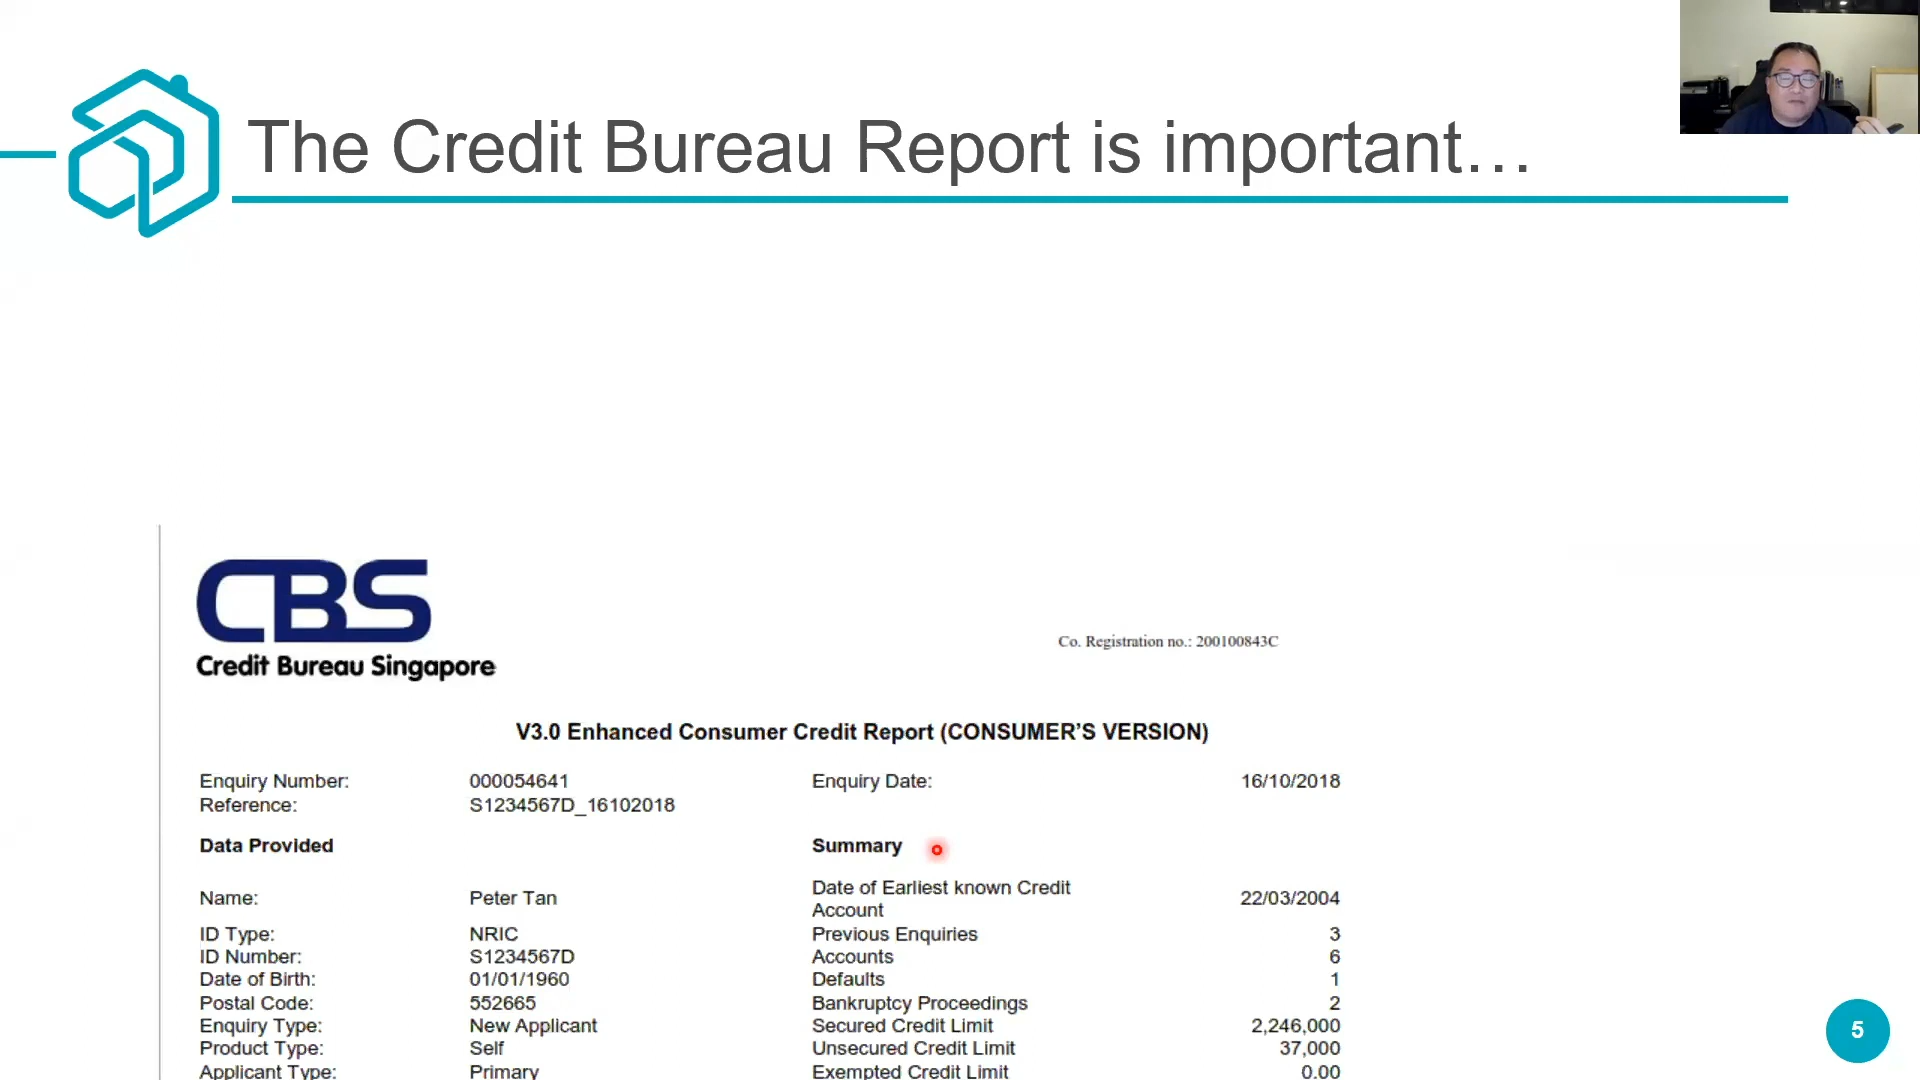 The Credit Bureau Report is important…
CBS
Credit Bureau Singapore
Co. Registration no.: 200100843C
V3.0 Enhanced Consumer Credit Report (CONSUMER'S VERSION)
Enquiry Number: 000054641 Enquiry Date: 16/10/2018
Reference: S1234567D_16102018
Data Provided Summary
Name: Peter Tan Date of Earliest known Credit Account 22/03/2004
ID Type: NRIC Previous Enquiries 3
ID Number: S1234567D Accounts 6
Date of Birth: 01/01/1960 Defaults 1
Postal Code: 552665 Bankruptcy Proceedings 2
Enquiry Type: New Applicant Secured Credit Limit 2,246,000
Product Type: Self Unsecured Credit Limit 37,000
Applicant Type: Primary Exempted Credit Limit 0.00
5